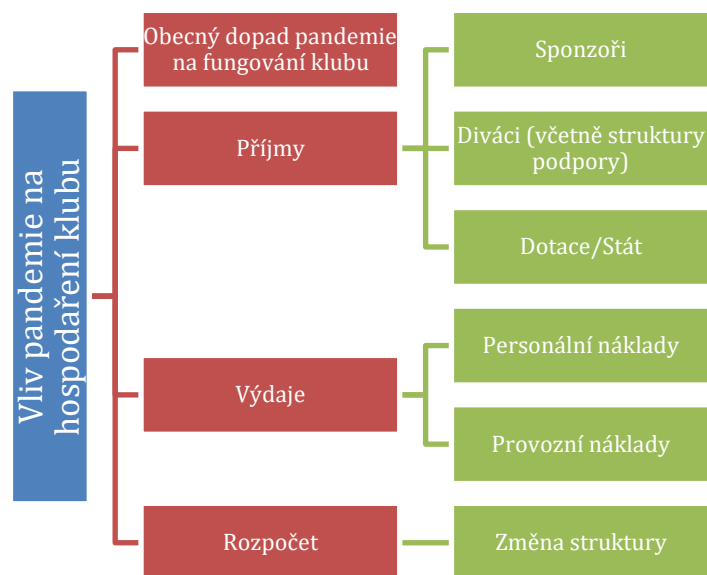 Vliv pandemie na
hospodaření klubu
Obecný dopad pandemie
na fungování klubu
Příjmy
Sponzoři
Diváci (včetně struktury
podpory)
Dotace/Stát
Výdaje
Personální náklady
Provozní náklady
Rozpočet
Změna struktury